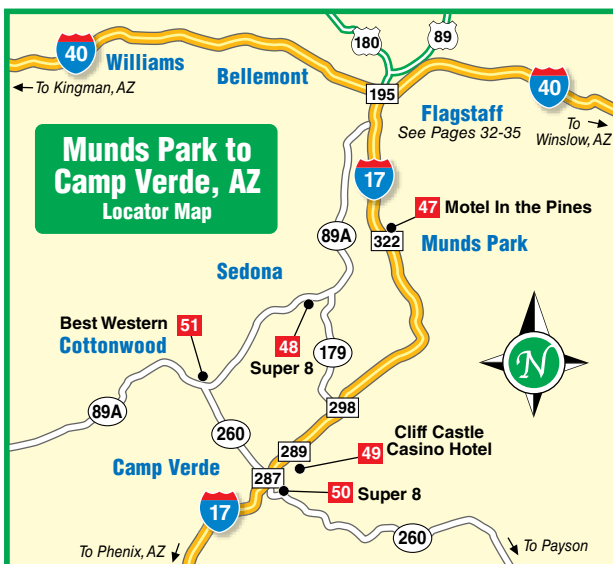 180
89
40
Williams
Bellemont
To Kingman, AZ
195
40
Flagstaff
See Pages 32-35
To
Winslow, AZ
Munds Park to
Camp Verde, AZ
Locator Map
17
47 Motel In the Pines
89A
322
Munds Park
Sedona
Best Western 51
Cottonwood
48
Super 8
179
N
89A
298
260
Cliff Castle
49 Casino Hotel
289
Camp Verde
287
50 Super 8
17
260
To Phenix, AZ
To Payson